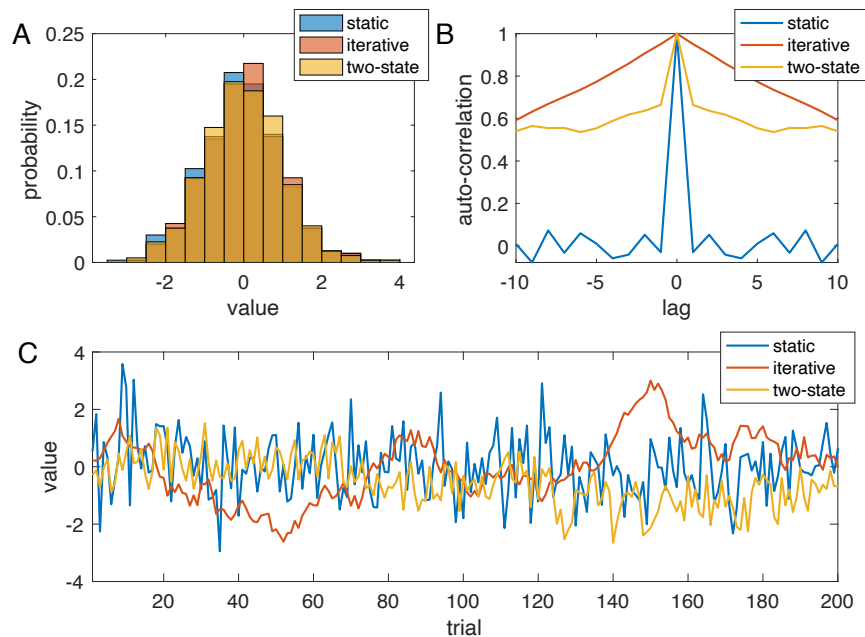 A
0.25
0.2
0.15
0.1
0.05
0
probability
-2
0
2
4
value
static
iterative
two-state
B
1
0.8
0.6
0.4
0.2
0
auto-correlation
-10
-5
0
5
10
lag
static
iterative
two-state
C
4
2
0
-2
-4
value
20
40
60
80
100
120
140
160
180
200
trial
static
iterative
two-state